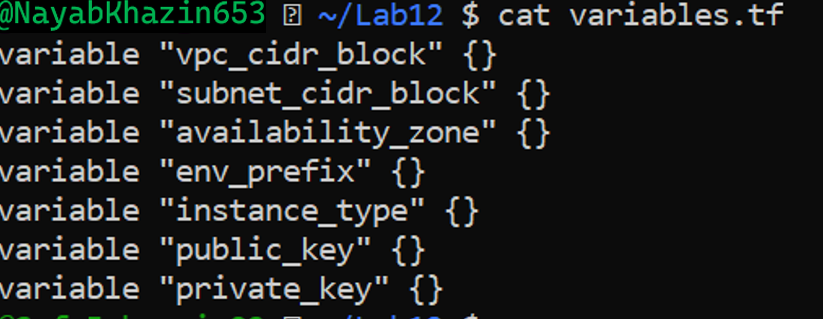 @NayabKhazin653 ~/Lab12 $ cat variables.tf
variable "vpc_cidr_block" {}
variable "subnet_cidr_block" {}
variable "availability_zone" {}
variable "env_prefix" {}
variable "instance_type" {}
variable "public_key" {}
variable "private_key" {}